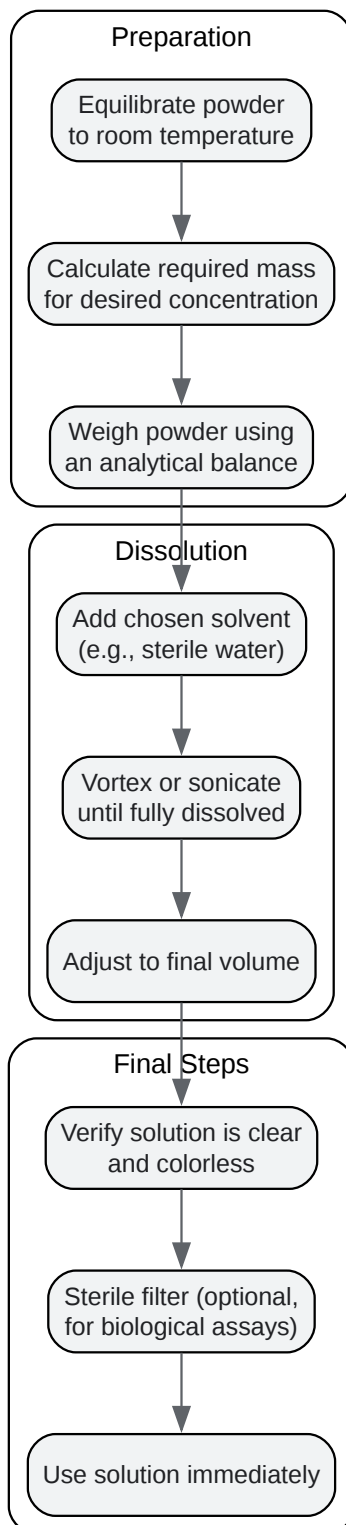 Preparation
Equilibrate powder
to room temperature
Calculate required mass
for desired concentration
Weigh powder using
an analytical balance
Dissolution
Add chosen solvent
(e.g., sterile water)
Vortex or sonicate
until fully dissolved
Adjust to final volume
Final Steps
Verify solution is clear
and colorless
Sterile filter (optional,
for biological assays)
Use solution immediately